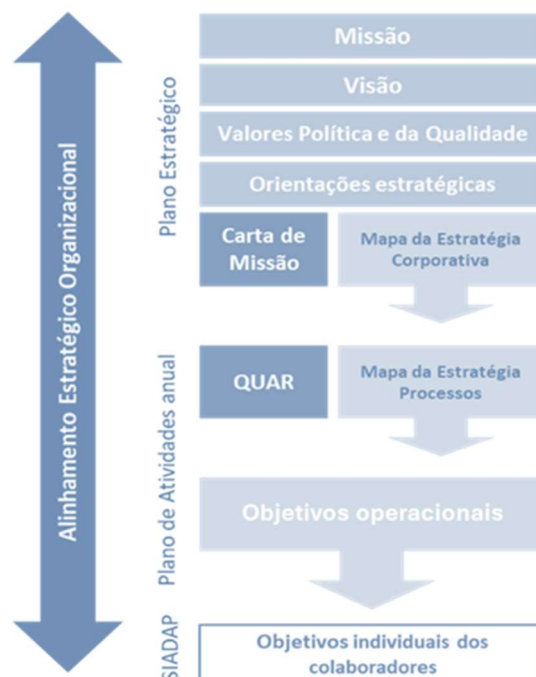 Alinhamento Estratégico Organizacional
Plano Estratégico
Missão
Visão
Valores Política e da Qualidade
Orientações estratégicas
Carta de
Missão
Mapa da Estratégia
Corporativa
Plano de Atividades anual
QUAR
Mapa da Estratégia
Processos
Objetivos operacionais
SIADAP
Objetivos individuais dos
colaboradores